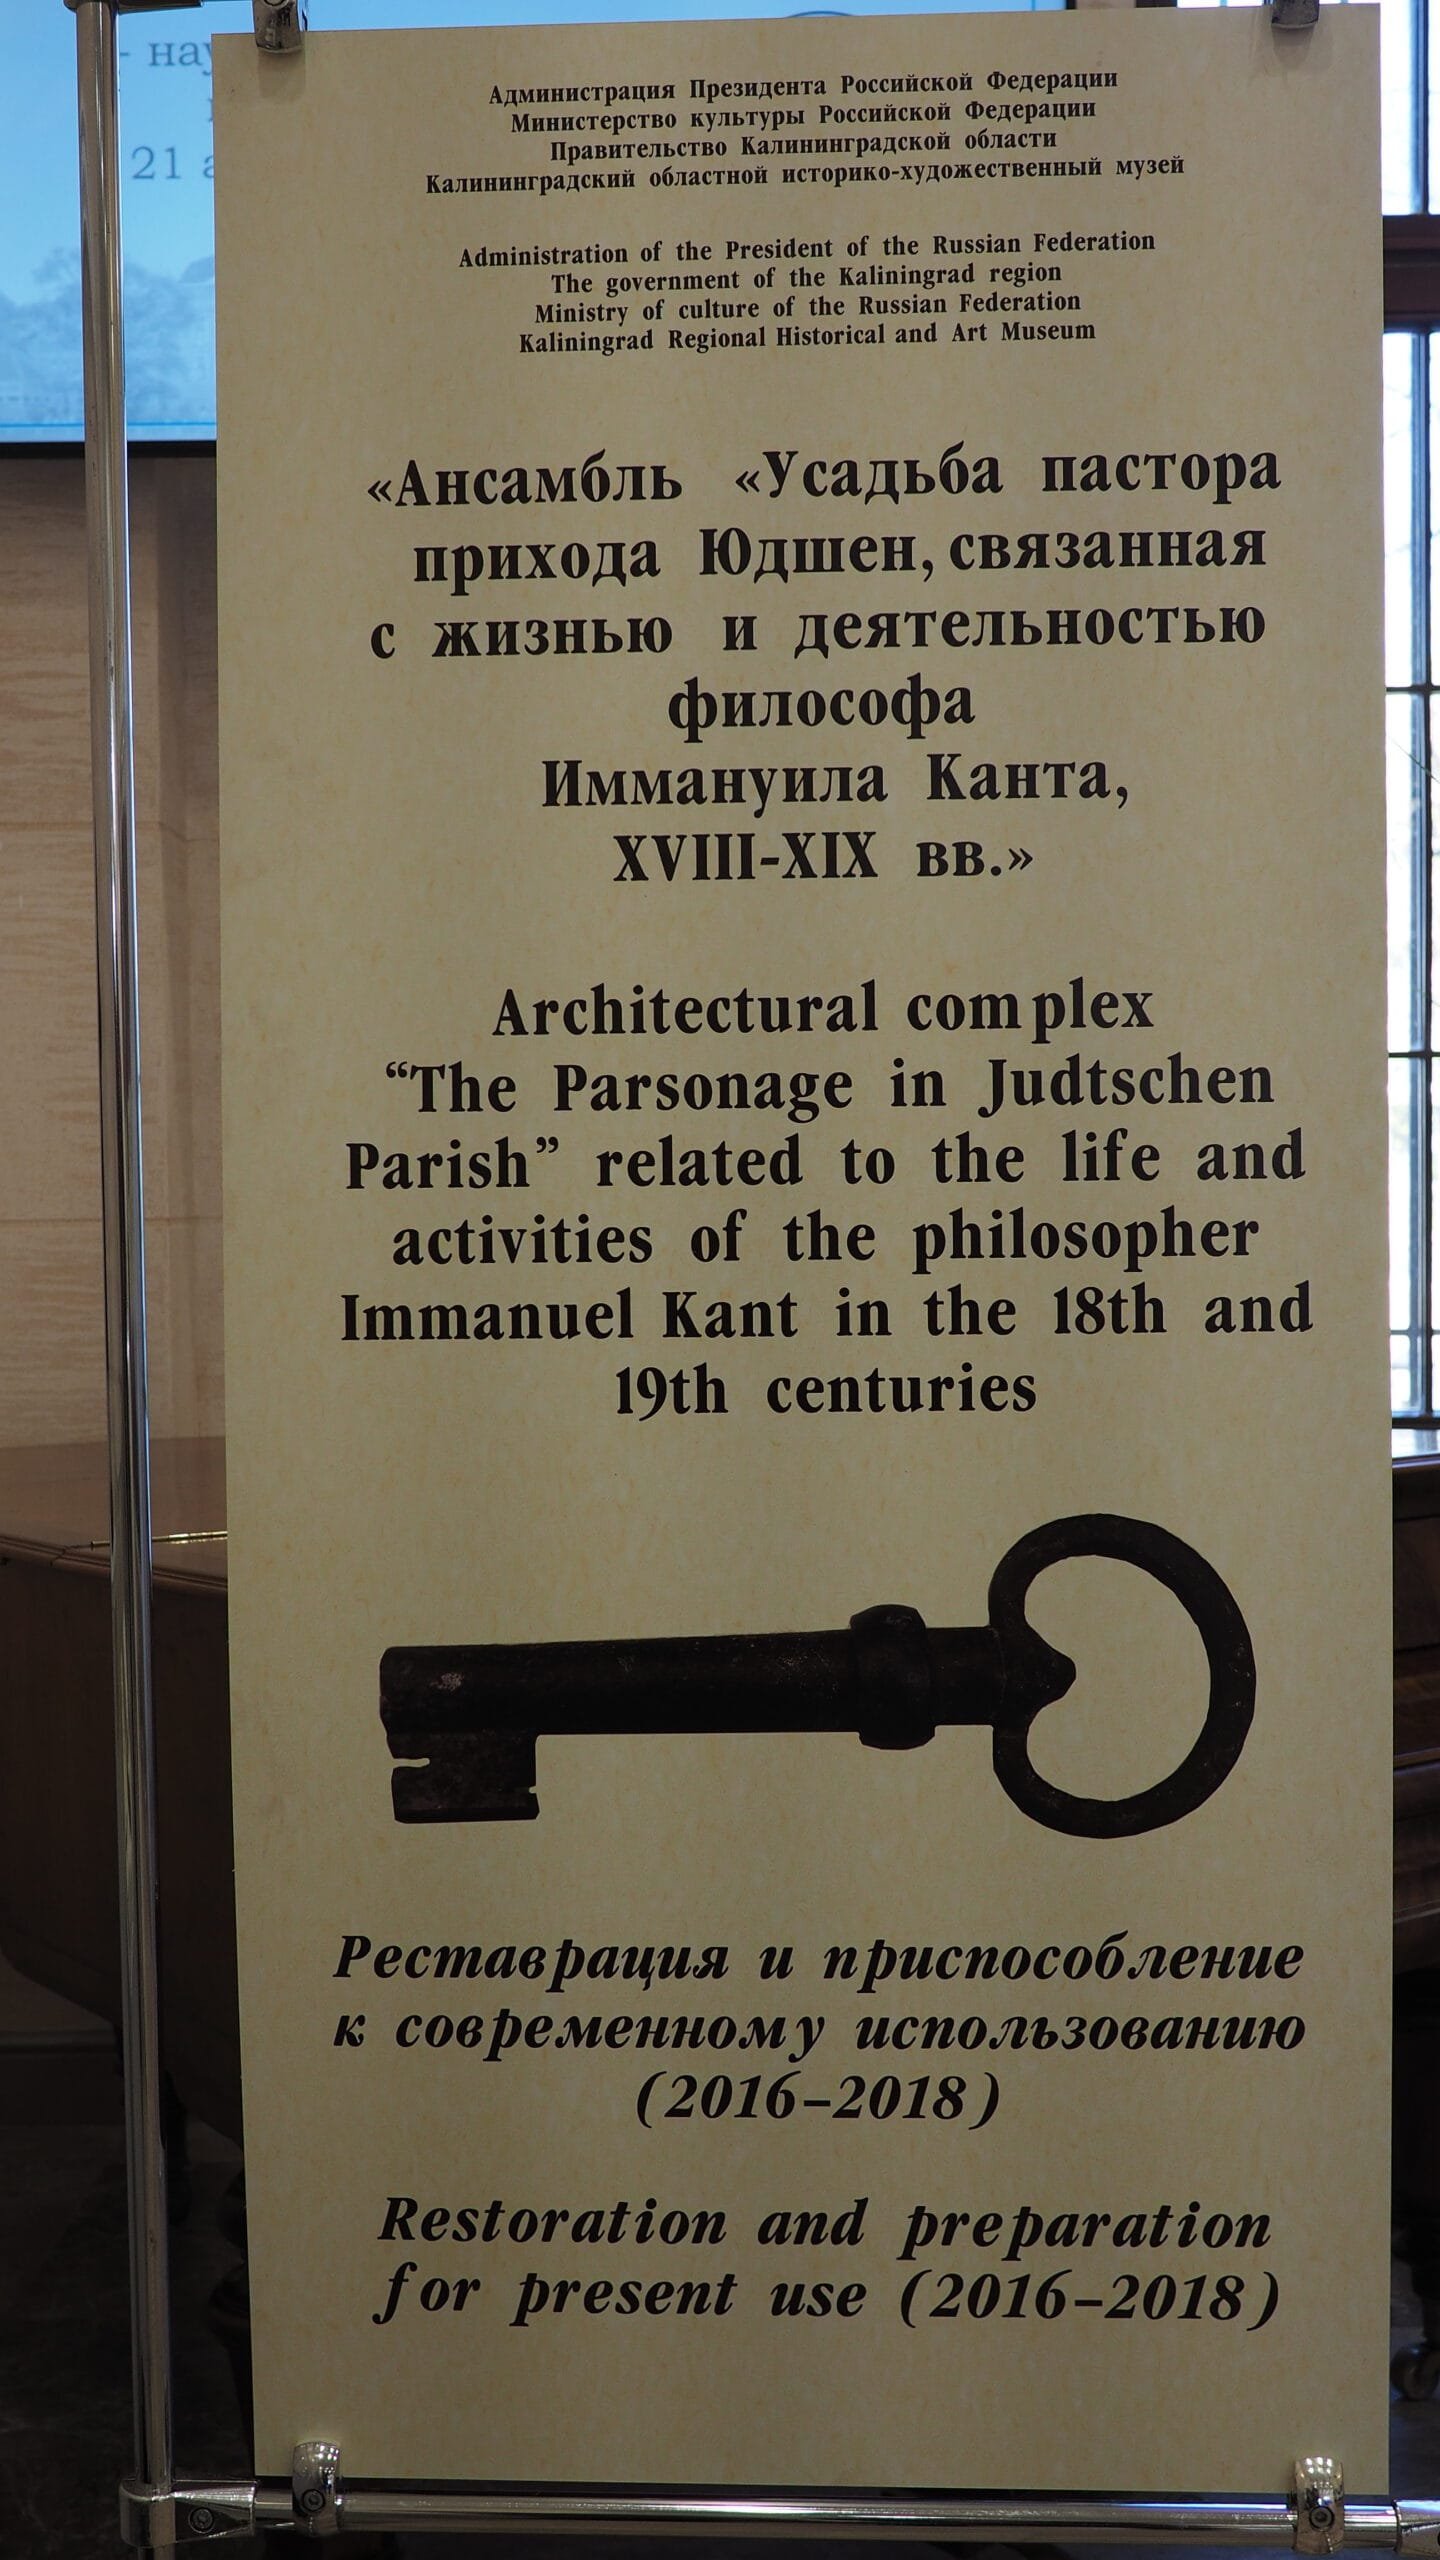 - нау
21 а
Администрация Президента Российской Федерации
Министерство культуры Российской Федерации
Правительство Калининградской области
Калининградский областной историко-художественный музей
Administration of the President of the Russian Federation
The government of the Kaliningrad region
Ministry of culture of the Russian Federation
Kaliningrad Regional Historical and Art Museum
«Ансамбль «Усадьба пастора
прихода Юдшен, связанная
с жизнью и деятельностью
философа
Иммануила Канта,
XVIII-XIX вв.»
Architectural complex
“The Parsonage in Judtschen
Parish” related to the life and
activities of the philosopher
Immanuel Kant in the 18th and
19th centuries
Реставрация и приспособление
к современному использованию
(2016–2018)
Restoration and preparation
for present use (2016–2018)